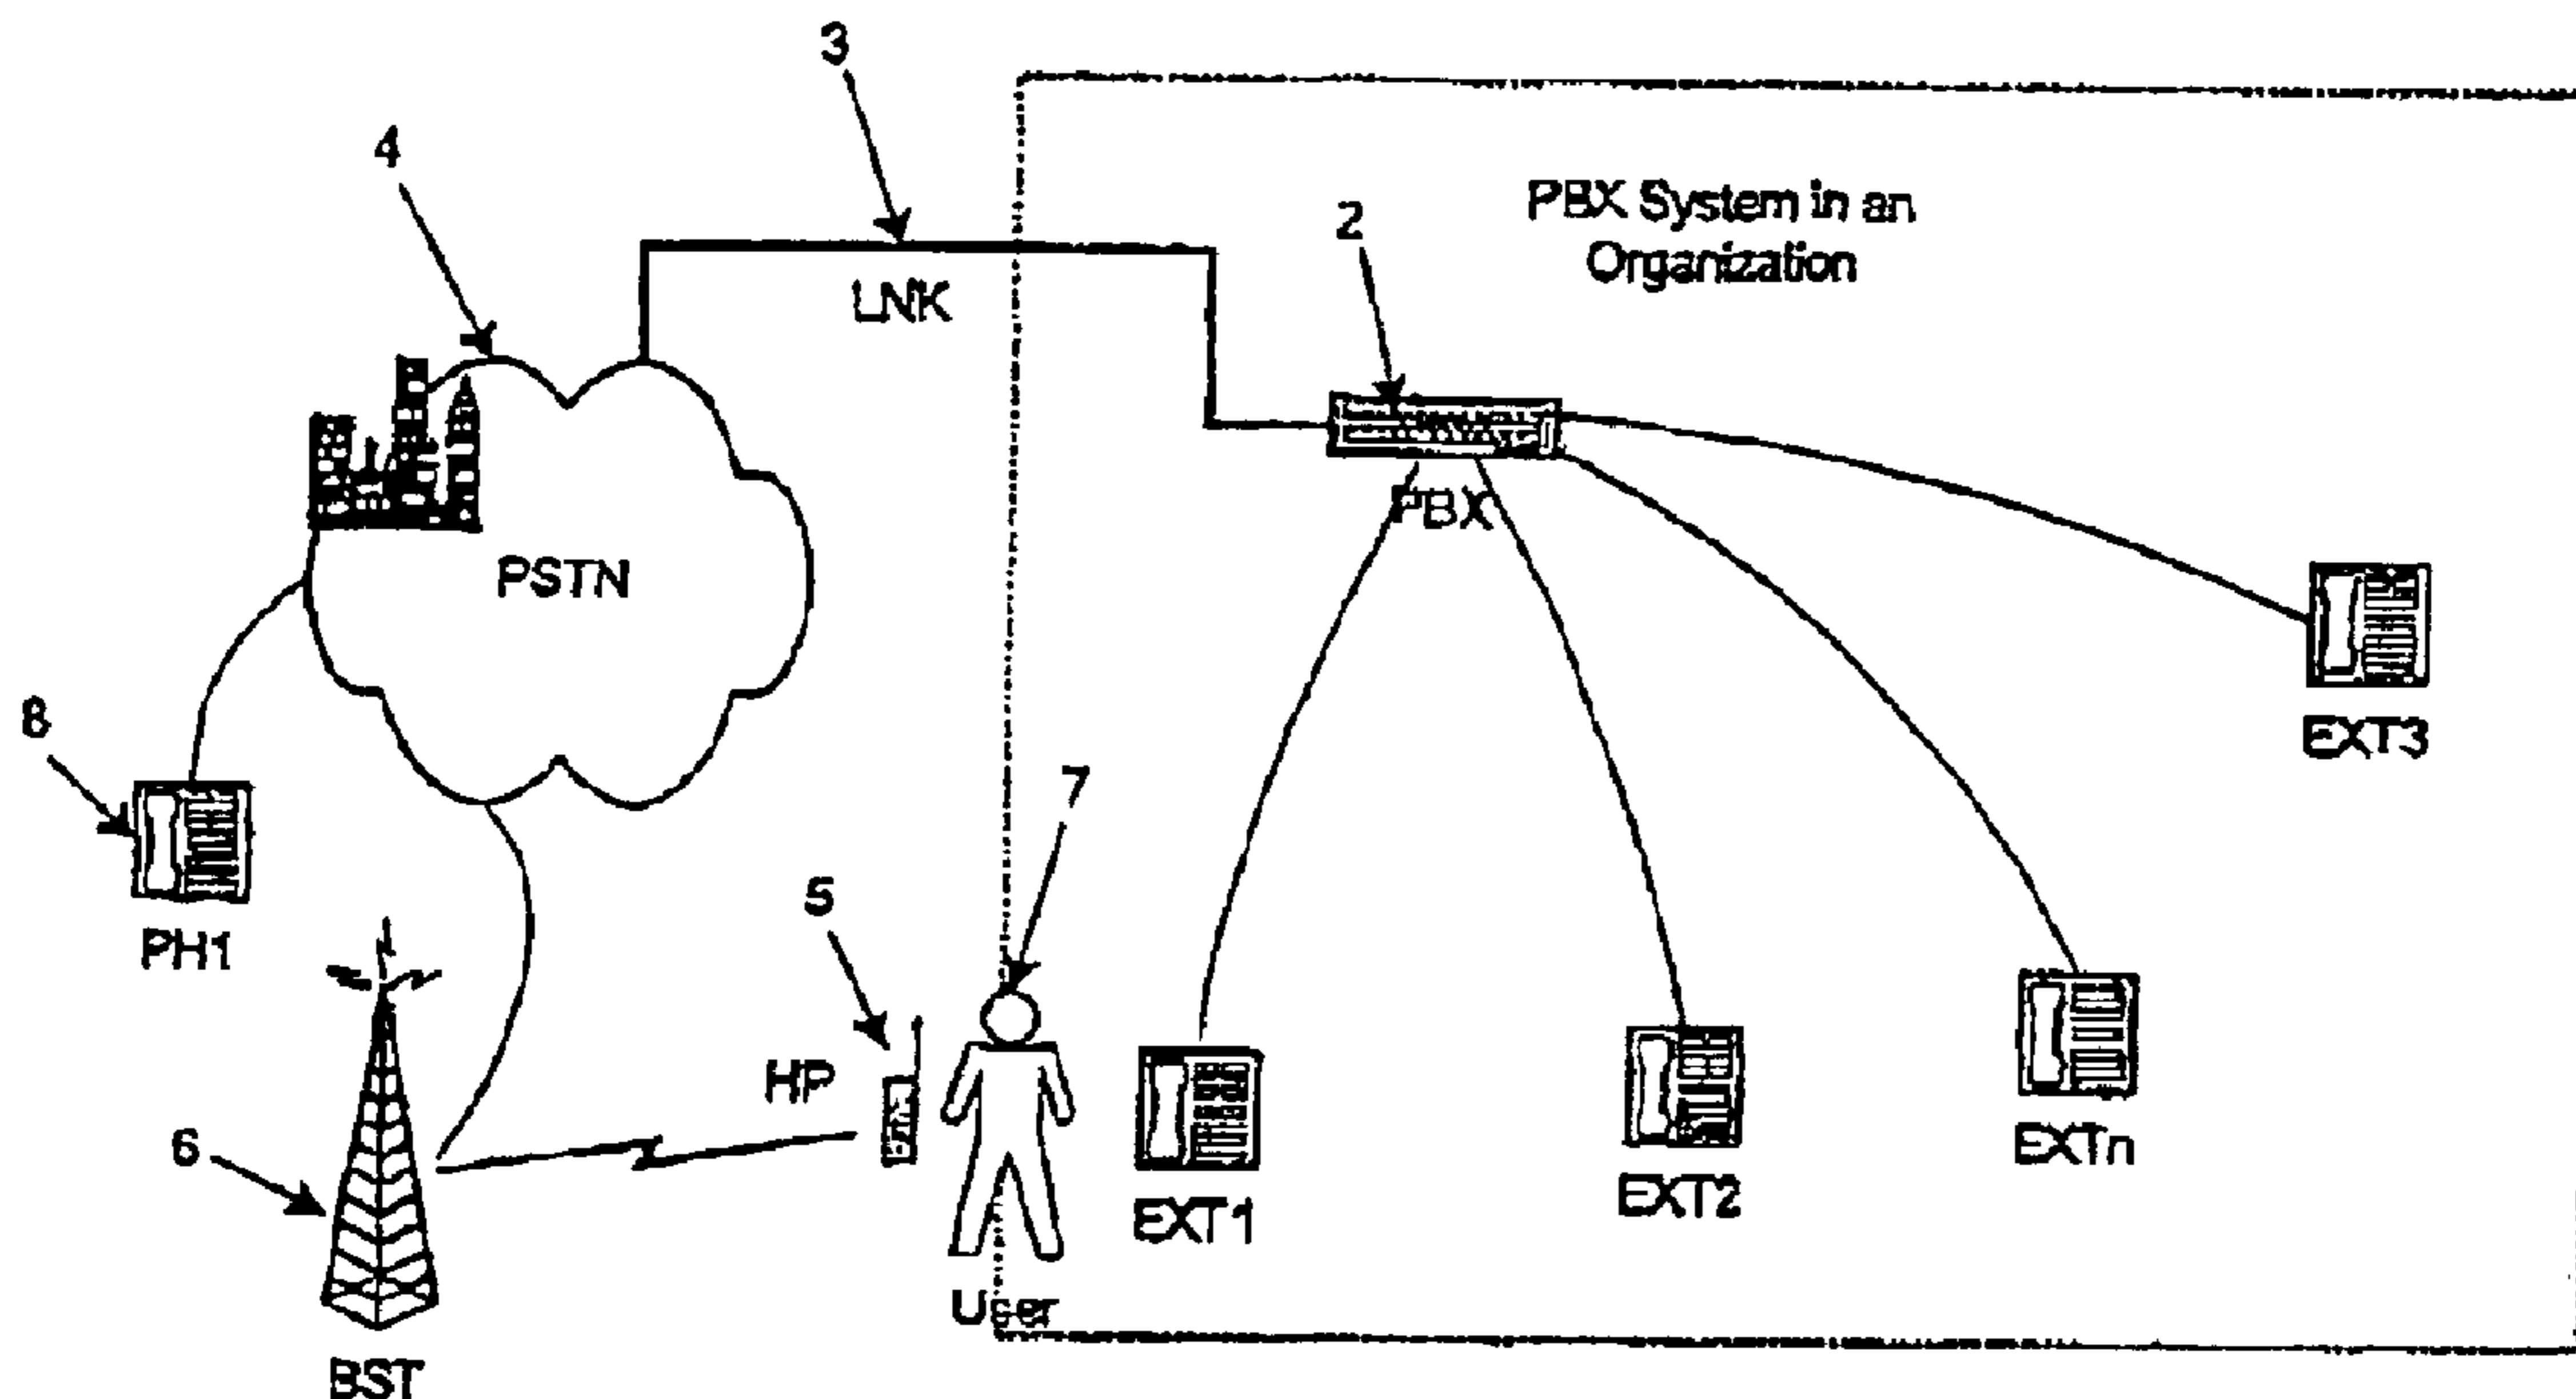 3
4
2
PBX System in an
Organization
LNK
PBX
PSTN
EXT3
8
7
5
PH1
HP
6
EXTn
EXT2
EXT1
User
BST